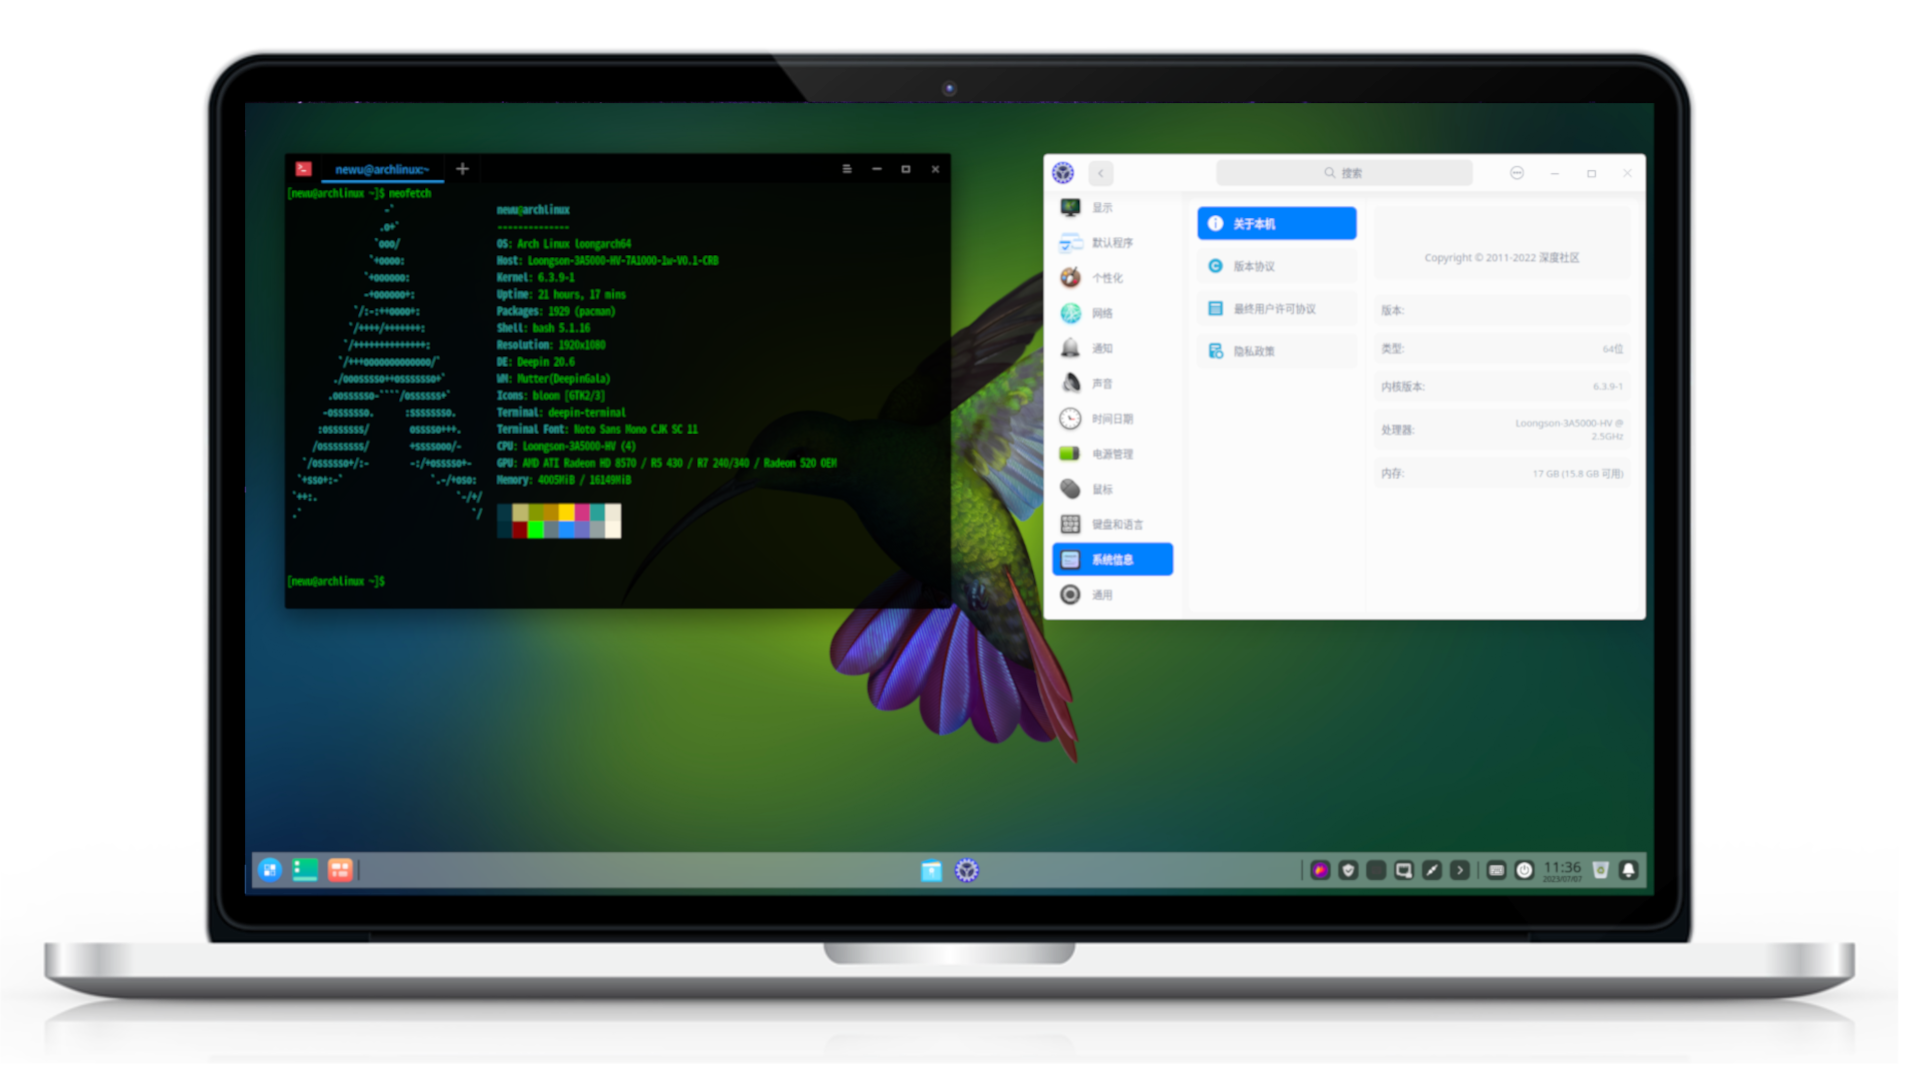 newu@archlinux:~
[newu@archlinux ~]$ neofetch
newu@archlinux
--------------
OS: Arch Linux loongarch64
Host: Loongson-3A5000-HV-7A1000-1w-V0.1-CRB
Kernel: 6.3.9-1
Uptime: 21 hours, 17 mins
Packages: 1929 (pacman)
Shell: bash 5.1.16
Resolution: 1920x1080
DE: Deepin 20.6
WM: Mutter(DeepinGala)
Icons: bloom [GTK2/3]
Terminal: deepin-terminal
Terminal Font: Noto Sans Mono CJK SC 11
CPU: Loongson-3A5000-HV (4)
GPU: AMD ATI Radeon HD 8570 / R5 430 / R7 240/340 / Radeon 520 OEM
Memory: 4005MiB / 16149MiB
[newu@archlinux ~]$
搜索
显示
默认程序
个性化
网络
通知
声音
时间日期
电源管理
鼠标
键盘和语言
系统信息
通用
关于本机
版本协议
最终用户许可协议
隐私政策
Copyright © 2011-2022 深度社区
版本:
类型: 64位
内核版本: 6.3.9-1
处理器: Loongson-3A5000-HV @
2.5GHz
内存: 17 GB (15.8 GB 可用)
11:36
2023/07/07